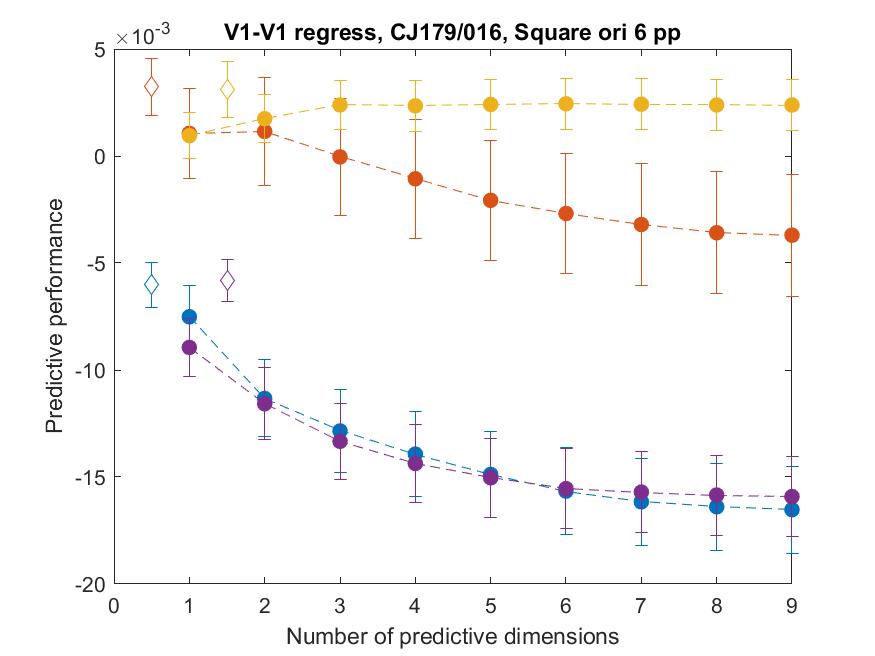 V1-V1 regress, CJ179/016, Square ori 6 pp
×10-3
5
0
-5
-10
-15
-20
Predictive performance
0 1 2 3 4 5 6 7 8 9
Number of predictive dimensions